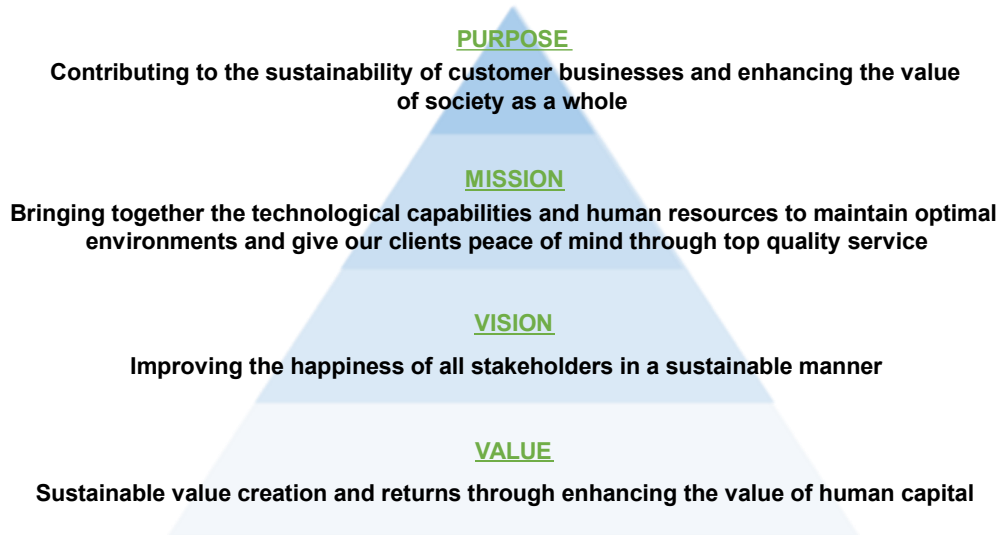 PURPOSE
Contributing to the sustainability of customer businesses and enhancing the value
of society as a whole
MISSION
Bringing together the technological capabilities and human resources to maintain optimal
environments and give our clients peace of mind through top quality service
VISION
Improving the happiness of all stakeholders in a sustainable manner
VALUE
Sustainable value creation and returns through enhancing the value of human capital